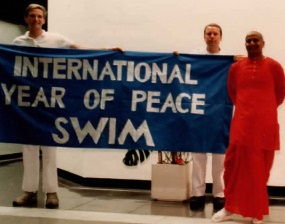 INTERNATIONAL
YEAR OF PEACE
SWIM